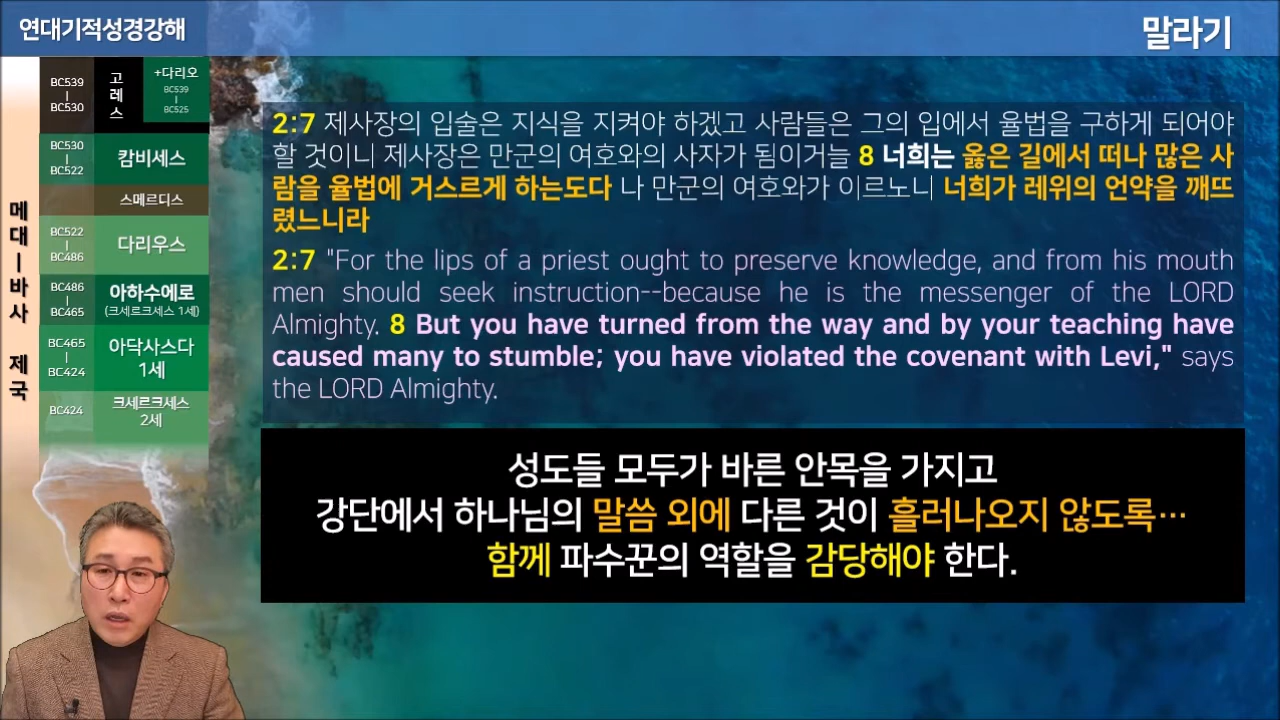 연대기적성경강해
말라기
메대-바사 제국
BC539
|
BC530
고레스
+다리오
BC539
|
BC525
BC530
|
BC522
캄비세스
스메르디스
BC522
|
BC486
다리우스
BC486
|
BC465
아하수에로
(크세르크세스 1세)
BC465
|
BC424
아닥사스다
1세
BC424
크세르크세스
2세
2:7 제사장의 입술은 지식을 지켜야 하겠고 사람들은 그의 입에서 율법을 구하게 되어야
할 것이니 제사장은 만군의 여호와의 사자가 됨이거늘 8 너희는 옳은 길에서 떠나 많은 사
람을 율법에 거스르게 하는도다 나 만군의 여호와가 이르노니 너희가 레위의 언약을 깨뜨
렸느니라
2:7 "For the lips of a priest ought to preserve knowledge, and from his mouth
men should seek instruction--because he is the messenger of the LORD
Almighty. 8 But you have turned from the way and by your teaching have
caused many to stumble; you have violated the covenant with Levi," says
the LORD Almighty.
성도들 모두가 바른 안목을 가지고
강단에서 하나님의 말씀 외에 다른 것이 흘러나오지 않도록…
함께 파수꾼의 역할을 감당해야 한다.